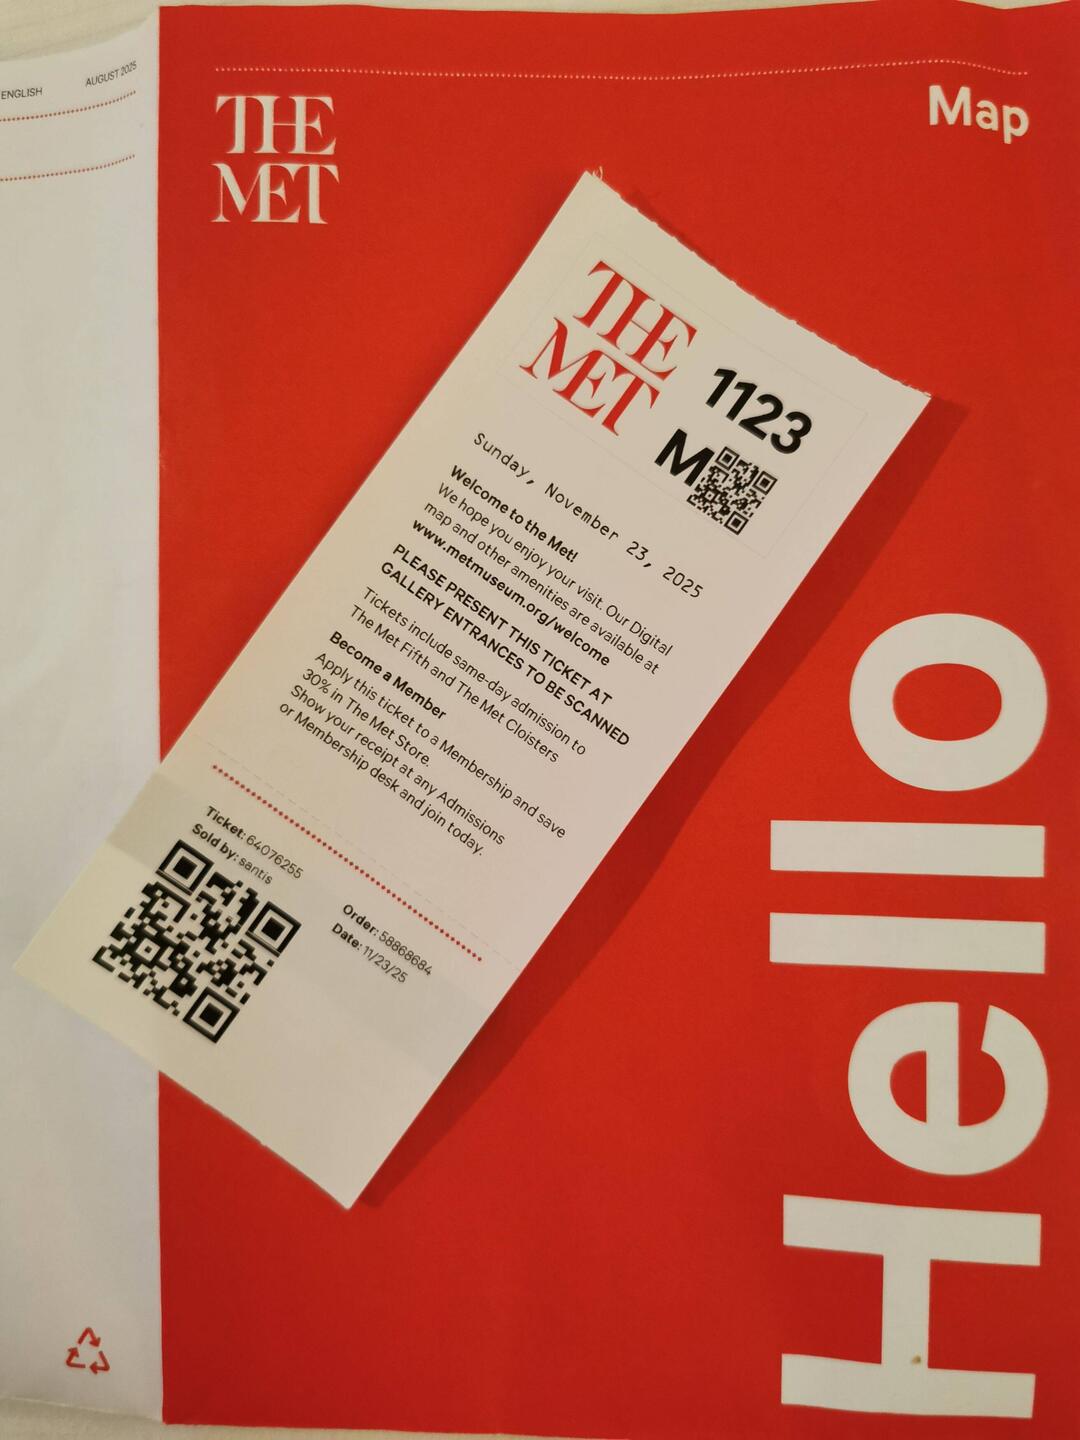 ENGLISH AUGUST 2025
THE
MET
Map
THE
MET
1123
M
Sunday, November 23, 2025
Welcome to the Met!
We hope you enjoy your visit. Our Digital
map and other amenities are available at
www.metmuseum.org/welcome
PLEASE PRESENT THIS TICKET AT
GALLERY ENTRANCES TO BE SCANNED
Tickets include same-day admission to
The Met Fifth and The Met Cloisters
Become a Member
Apply this ticket to a Membership and save
30% in The Met Store.
Show your receipt at any Admissions
or Membership desk and join today.
Ticket: 64076255
Sold by: santis
Order: 58868684
Date: 11/23/25
Hello